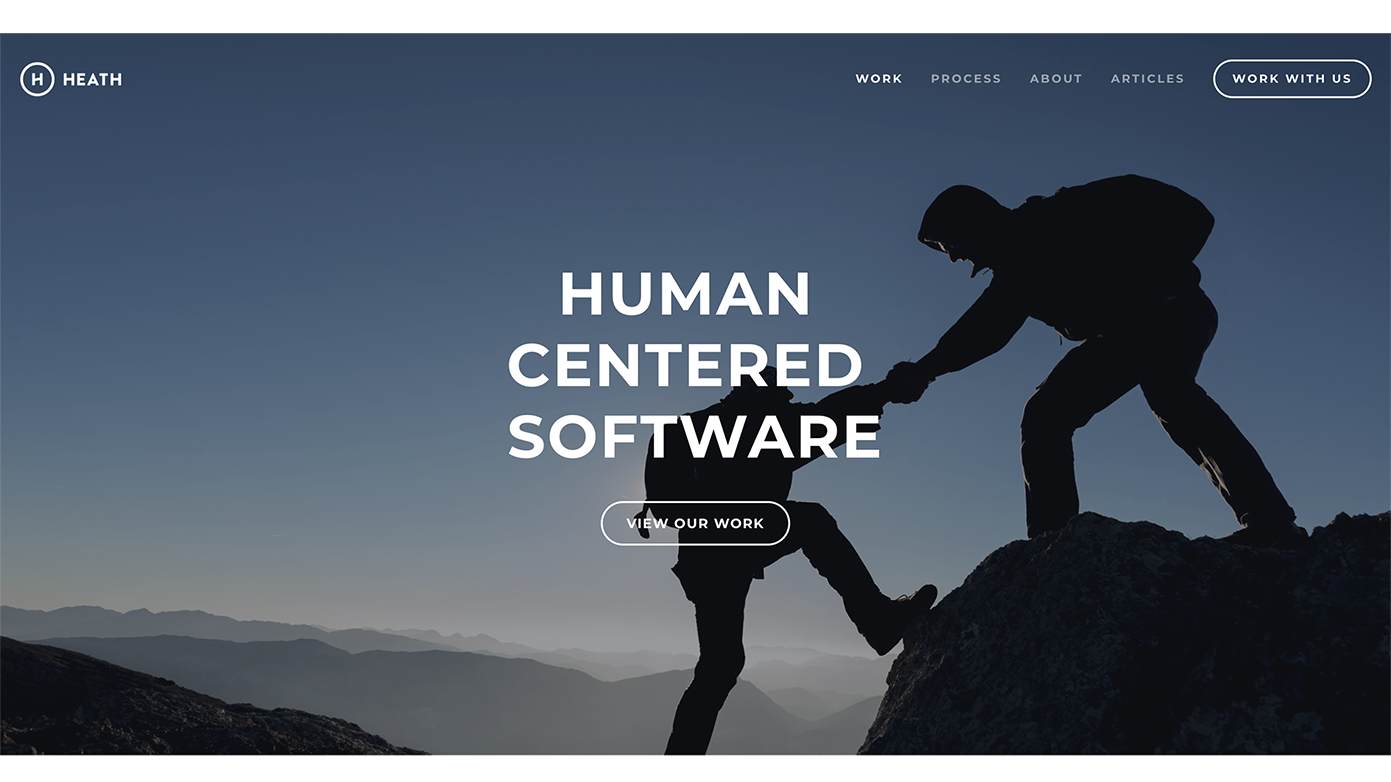 H HEATH
WORK PROCESS ABOUT ARTICLES WORK WITH US
HUMAN
CENTERED
SOFTWARE
VIEW OUR WORK